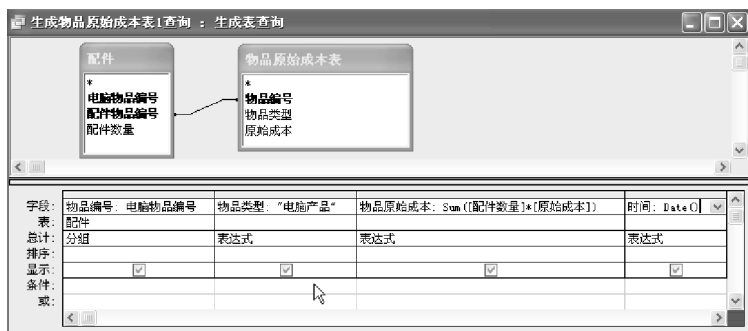 生成物品原始成本表1查询 : 生成表查询
配件
*
电脑物品编号
配件物品编号
配件数量
物品原始成本表
*
物品编号
物品类型
原始成本
字段: 物品编号: 电脑物品编号 物品类型: "电脑产品" 物品原始成本: Sum([配件数量]*[原始成本]) 时间: Date()
表: 配件
总计: 分组 表达式 表达式 表达式
排序:
显示:
条件:
或: